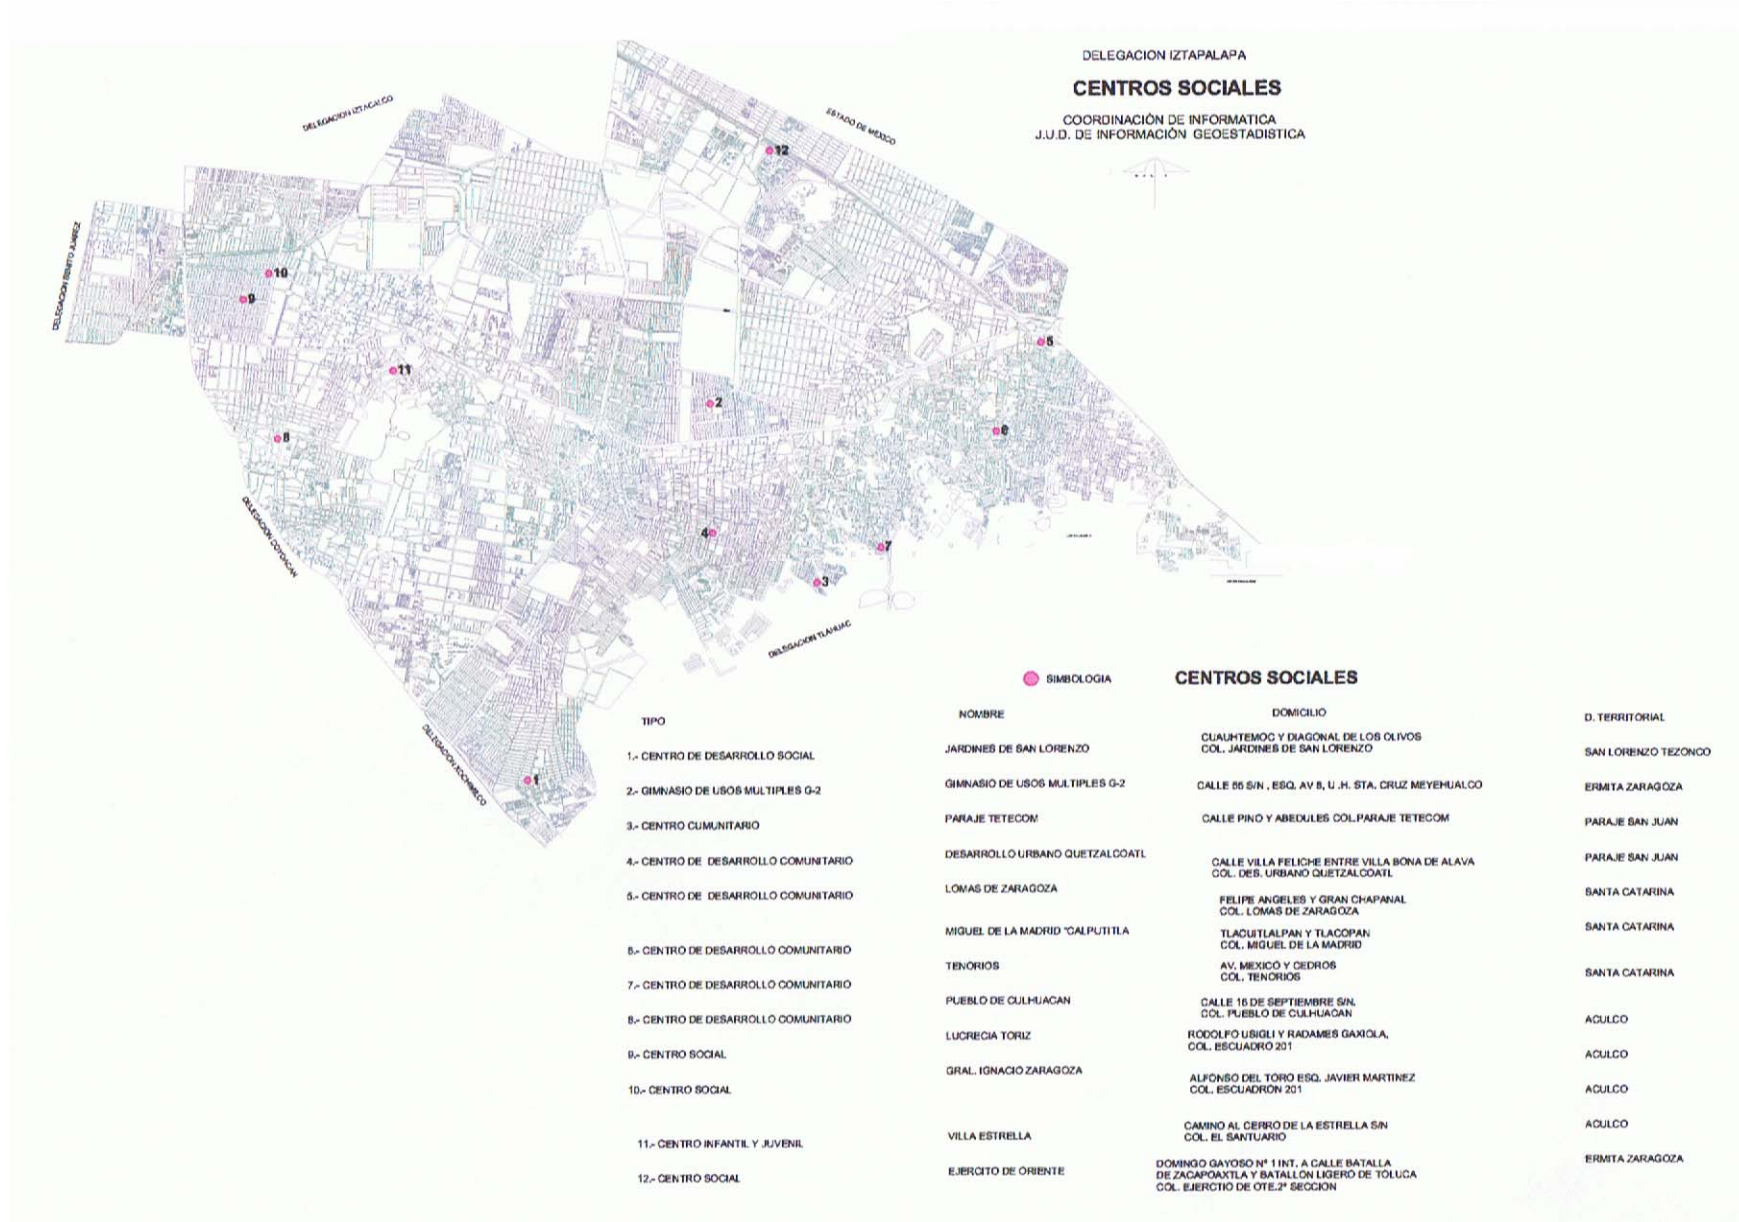 DELEGACION IZTAPALAPA
CENTROS SOCIALES
COORDINACIÓN DE INFORMATICA
J.U.D. DE INFORMACIÓN GEOESTADISTICA
DELEGACION IZTACALCO
ESTADO DE MEXICO
DELEGACION BENITO JUAREZ
12
10
9
5
11
2
8
6
4
7
3
DELEGACION COYOACAN
DELEGACION TLAHUAC
DELEGACION XOCHIMILCO
1
SIMBOLOGIA
CENTROS SOCIALES
TIPO NOMBRE DOMICILIO D. TERRITORIAL
1.- CENTRO DE DESARROLLO SOCIAL JARDINES DE SAN LORENZO CUAUHTEMOC Y DIAGONAL DE LOS OLIVOS SAN LORENZO TEZONCO
COL. JARDINES DE SAN LORENZO
2.- GIMNASIO DE USOS MULTIPLES G-2 GIMNASIO DE USOS MULTIPLES G-2 CALLE 55 S/N , ESQ. AV 8, U .H. STA. CRUZ MEYEHUALCO ERMITA ZARAGOZA
3.- CENTRO CUMUNITARIO PARAJE TETECOM CALLE PINO Y ABEDULES COL.PARAJE TETECOM PARAJE SAN JUAN
4.- CENTRO DE DESARROLLO COMUNITARIO DESARROLLO URBANO QUETZALCOATL CALLE VILLA FELICHE ENTRE VILLA BONA DE ALAVA PARAJE SAN JUAN
COL. DES. URBANO QUETZALCOATL
5.- CENTRO DE DESARROLLO COMUNITARIO LOMAS DE ZARAGOZA FELIPE ANGELES Y GRAN CHAPANAL SANTA CATARINA
COL. LOMAS DE ZARAGOZA
6.- CENTRO DE DESARROLLO COMUNITARIO MIGUEL DE LA MADRID "CALPUTITLA TLACUITLALPAN Y TLACOPAN SANTA CATARINA
COL. MIGUEL DE LA MADRID
7.- CENTRO DE DESARROLLO COMUNITARIO TENORIOS AV. MEXICO Y CEDROS SANTA CATARINA
COL. TENORIOS
8.- CENTRO DE DESARROLLO COMUNITARIO PUEBLO DE CULHUACAN CALLE 16 DE SEPTIEMBRE S/N. ACULCO
COL. PUEBLO DE CULHUACAN
9.- CENTRO SOCIAL LUCRECIA TORIZ RODOLFO USIGLI Y RADAMES GAXIOLA, ACULCO
COL. ESCUADRO 201
10.- CENTRO SOCIAL GRAL. IGNACIO ZARAGOZA ALFONSO DEL TORO ESQ. JAVIER MARTINEZ ACULCO
COL. ESCUADRÓN 201
11.- CENTRO INFANTIL Y JUVENIL VILLA ESTRELLA CAMINO AL CERRO DE LA ESTRELLA S/N ACULCO
COL. EL SANTUARIO
12.- CENTRO SOCIAL EJERCITO DE ORIENTE DOMINGO GAYOSO Nº 1 INT. A CALLE BATALLA ERMITA ZARAGOZA
DE ZACAPOAXTLA Y BATALLON LIGERO DE TOLUCA
COL. EJERCTIO DE OTE.2ª SECCION